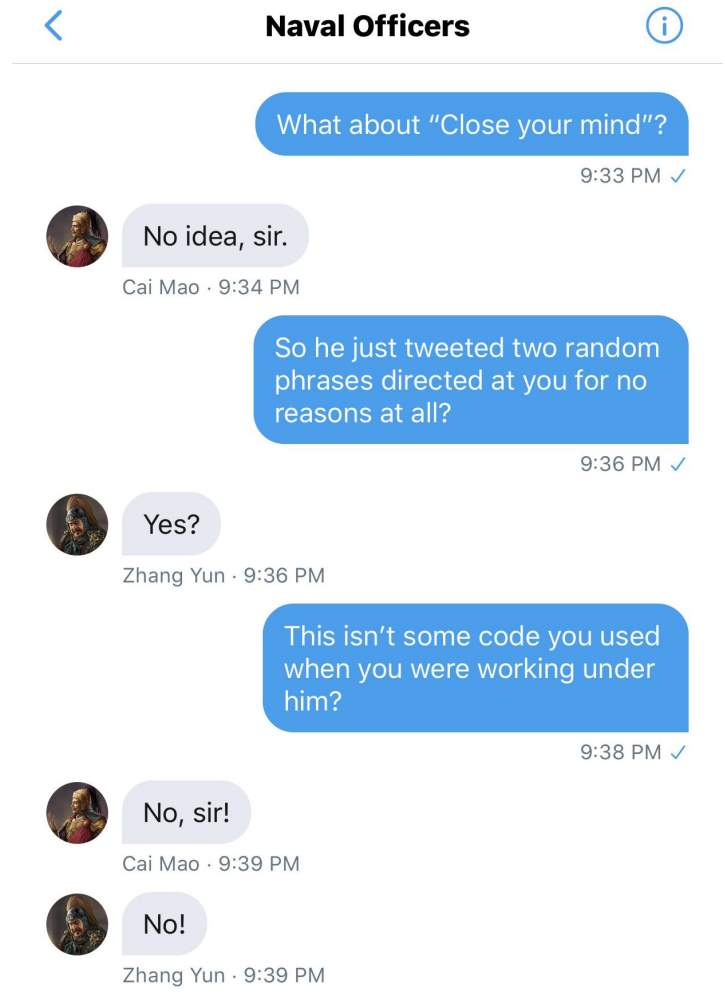 Naval Officers
What about “Close your mind”?
9:33 PM ✓
No idea, sir.
Cai Mao · 9:34 PM
So he just tweeted two random
phrases directed at you for no
reasons at all?
9:36 PM ✓
Yes?
Zhang Yun · 9:36 PM
This isn’t some code you used
when you were working under
him?
9:38 PM ✓
No, sir!
Cai Mao · 9:39 PM
No!
Zhang Yun · 9:39 PM